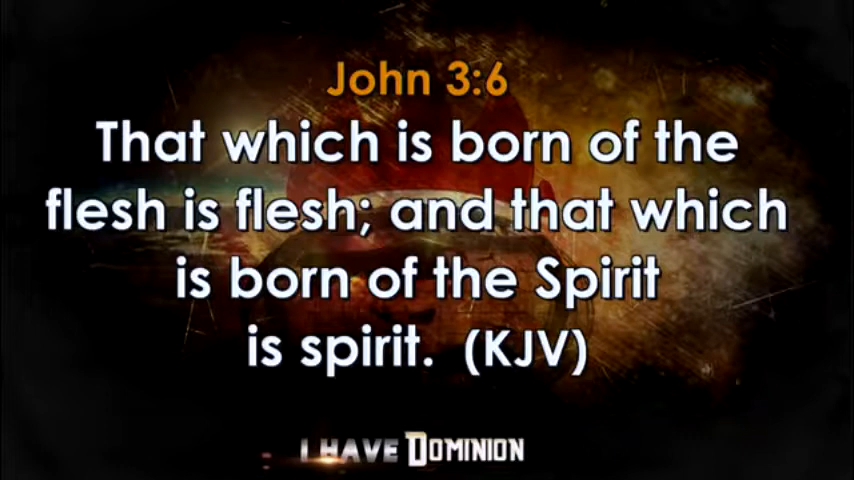 John 3:6
That which is born of the
flesh is flesh; and that which
is born of the Spirit
is spirit. (KJV)
I HAVE DOMINION